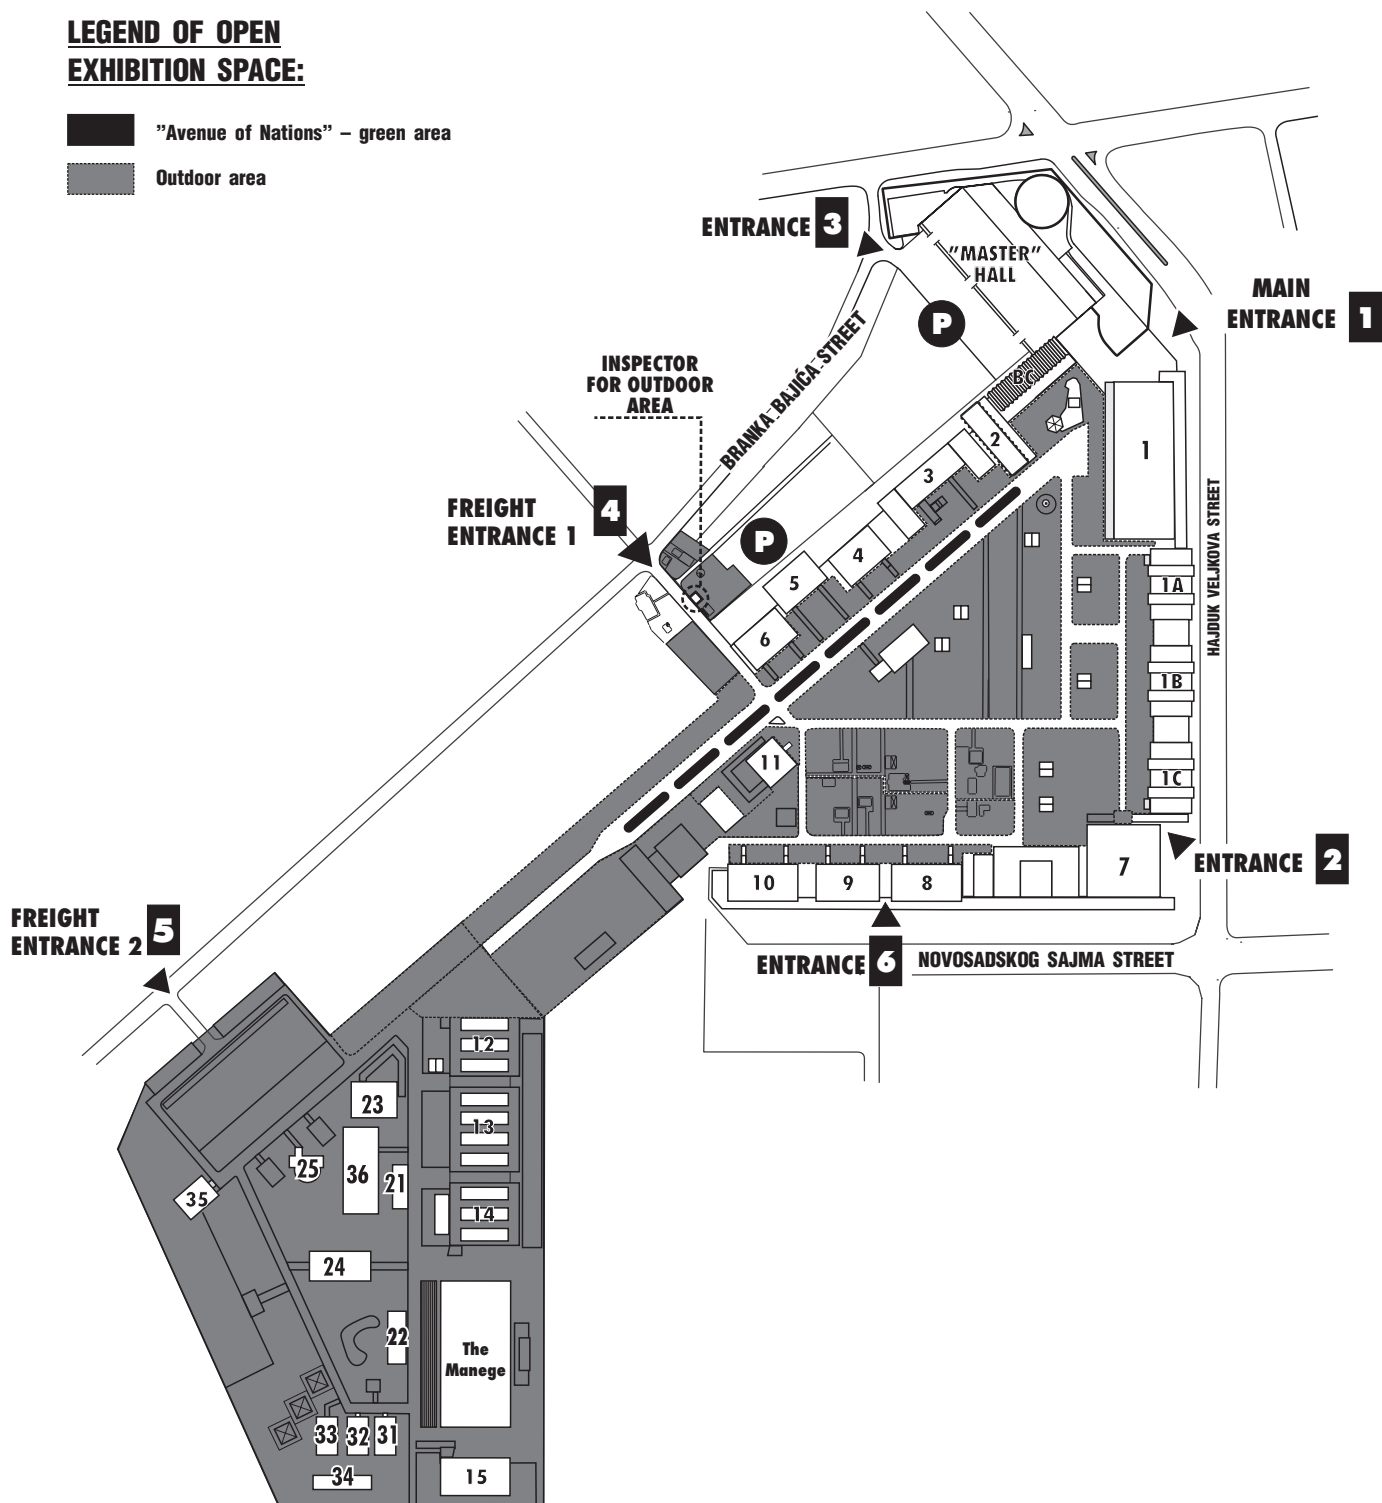 LEGEND OF OPEN
EXHIBITION SPACE:
"Avenue of Nations" – green area
Outdoor area
ENTRANCE 3
"MASTER"
HALL
MAIN
ENTRANCE 1
P
INSPECTOR
FOR OUTDOOR
AREA
BRANKA BAJIĆA STREET
BC
2
1
3
FREIGHT
ENTRANCE 1
4
P
4
5
6
HAJDUK VELJKOVA STREET
1A
1B
1C
11
ENTRANCE 2
7
10
9
8
FREIGHT
ENTRANCE 2
5
ENTRANCE 6
NOVOSADSKOG SAJMA STREET
12
23
13
25
36
21
35
14
24
22
The
Manege
33
32
31
34
15